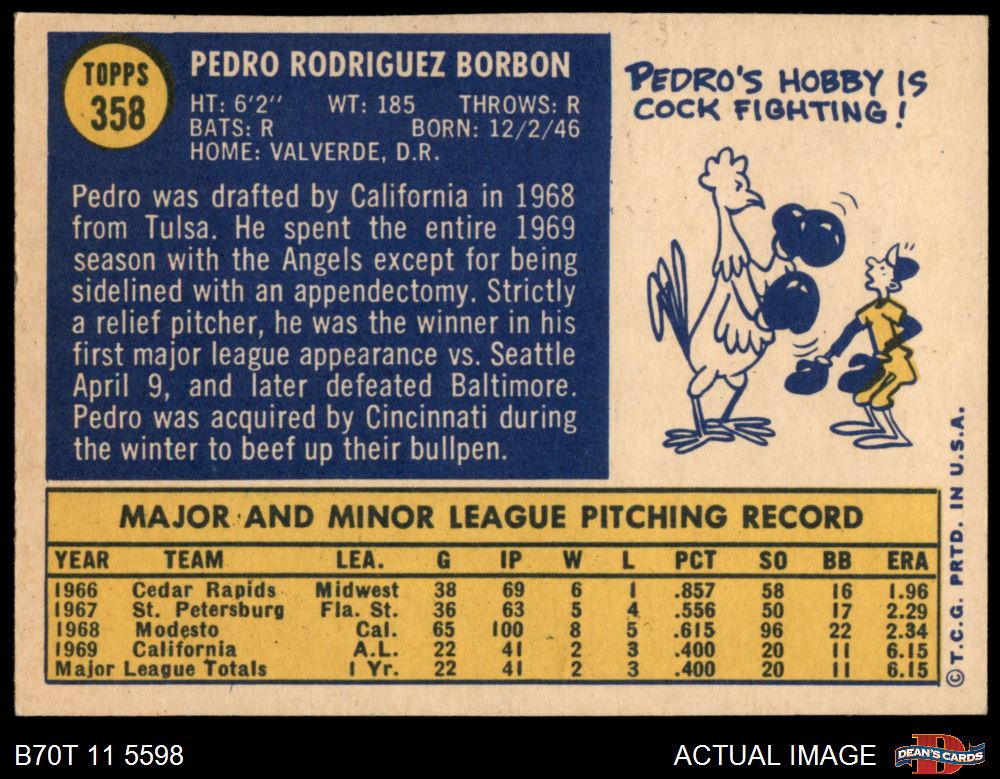 TOPPS
358
PEDRO RODRIGUEZ BORBON
HT: 6'2" WT: 185 THROWS: R
BATS: R BORN: 12/2/46
HOME: VALVERDE, D.R.
Pedro was drafted by California in 1968
from Tulsa. He spent the entire 1969
season with the Angels except for being
sidelined with an appendectomy. Strictly
a relief pitcher, he was the winner in his
first major league appearance vs. Seattle
April 9, and later defeated Baltimore.
Pedro was acquired by Cincinnati during
the winter to beef up their bullpen.
PEDRO'S HOBBY IS
COCK FIGHTING!
MAJOR AND MINOR LEAGUE PITCHING RECORD
YEAR TEAM LEA. G IP W L PCT SO BB ERA
1966 Cedar Rapids Midwest 38 69 6 1 .857 58 16 1.96
1967 St. Petersburg Fla. St. 36 63 5 4 .556 50 17 2.29
1968 Modesto Cal. 65 100 8 5 .615 96 22 2.34
1969 California A.L. 22 41 2 3 .400 20 11 6.15
Major League Totals 1 Yr. 22 41 2 3 .400 20 11 6.15
© T.C.G. PRTD. IN U.S.A.
B70T 11 5598
ACTUAL IMAGE
D
DEAN'S CARDS